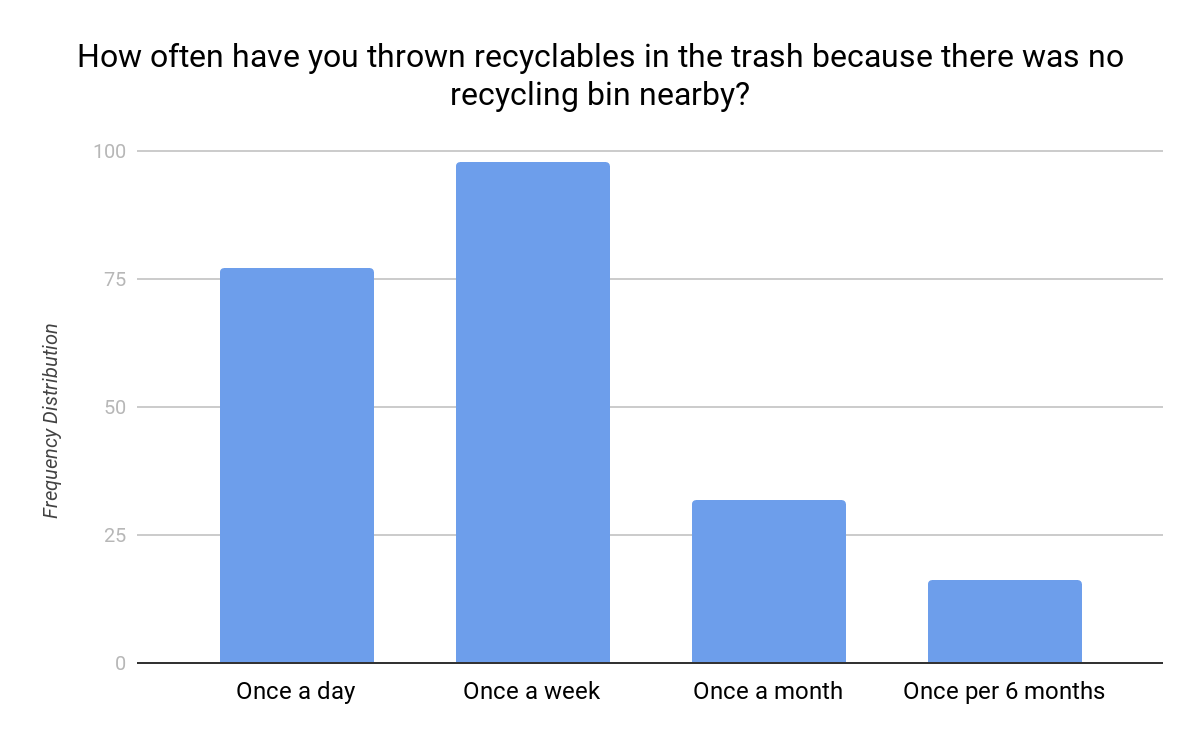 How often have you thrown recyclables in the trash because there was no
recycling bin nearby?
100
75
50
25
0
Frequency Distribution
Once a day
Once a week
Once a month
Once per 6 months